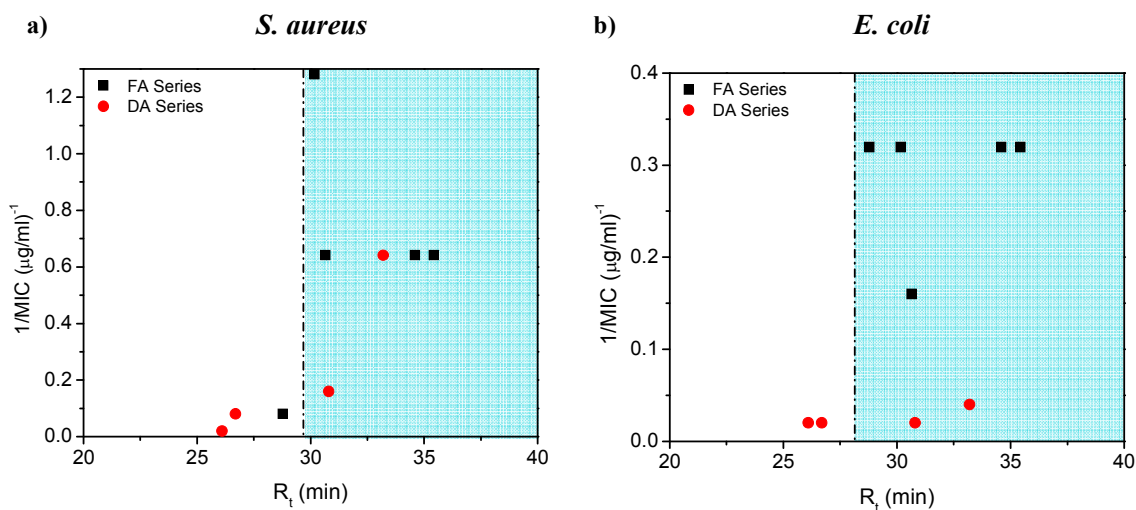 a) S. aureus
FA Series
DA Series
1/MIC (μg/ml)⁻¹
1.2
1.0
0.8
0.6
0.4
0.2
0.0
20 25 30 35 40
Rₜ (min)
b) E. coli
FA Series
DA Series
1/MIC (μg/ml)⁻¹
0.4
0.3
0.2
0.1
0.0
20 25 30 35 40
Rₜ (min)